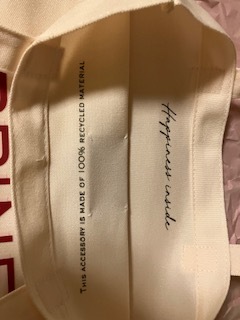 THIS ACCESSORY IS MADE OF 100% RECYCLED MATERIAL
Happiness inside